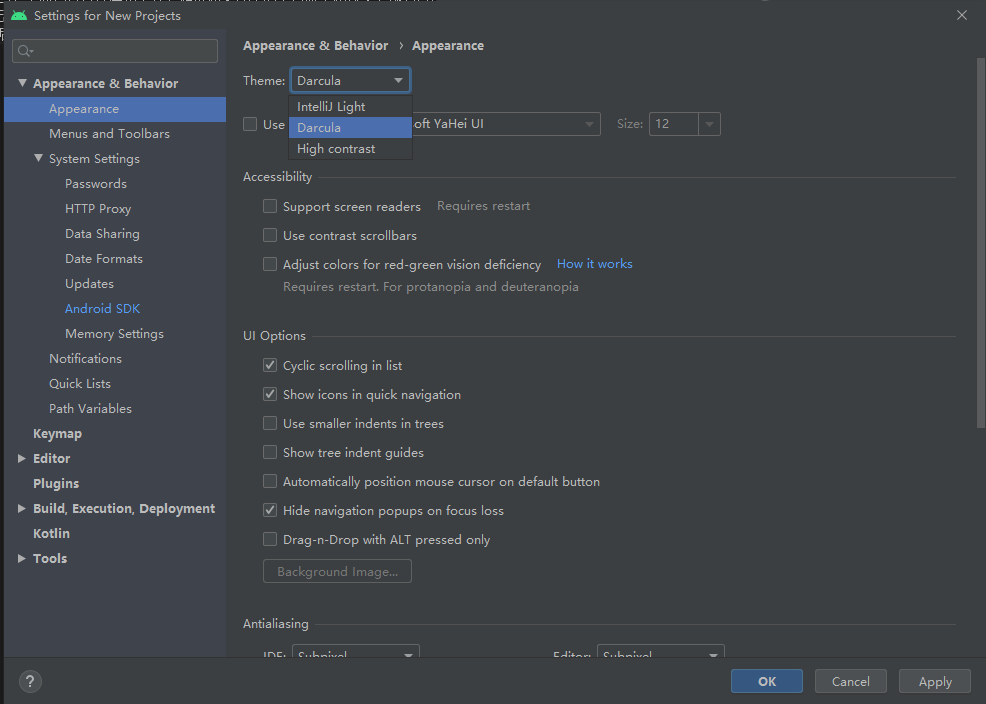 Settings for New Projects
Appearance & Behavior
Appearance
Menus and Toolbars
System Settings
Passwords
HTTP Proxy
Data Sharing
Date Formats
Updates
Android SDK
Memory Settings
Notifications
Quick Lists
Path Variables
Keymap
Editor
Plugins
Build, Execution, Deployment
Kotlin
Tools
Appearance & Behavior › Appearance
Theme: Darcula
IntelliJ Light
Darcula
High contrast
Use oft YaHei UI Size: 12
Accessibility
Support screen readers Requires restart
Use contrast scrollbars
Adjust colors for red-green vision deficiency How it works
Requires restart. For protanopia and deuteranopia
UI Options
Cyclic scrolling in list
Show icons in quick navigation
Use smaller indents in trees
Show tree indent guides
Automatically position mouse cursor on default button
Hide navigation popups on focus loss
Drag-n-Drop with ALT pressed only
Background Image...
Antialiasing
IDE: Subpixel Editor: Subpixel
? OK Cancel Apply